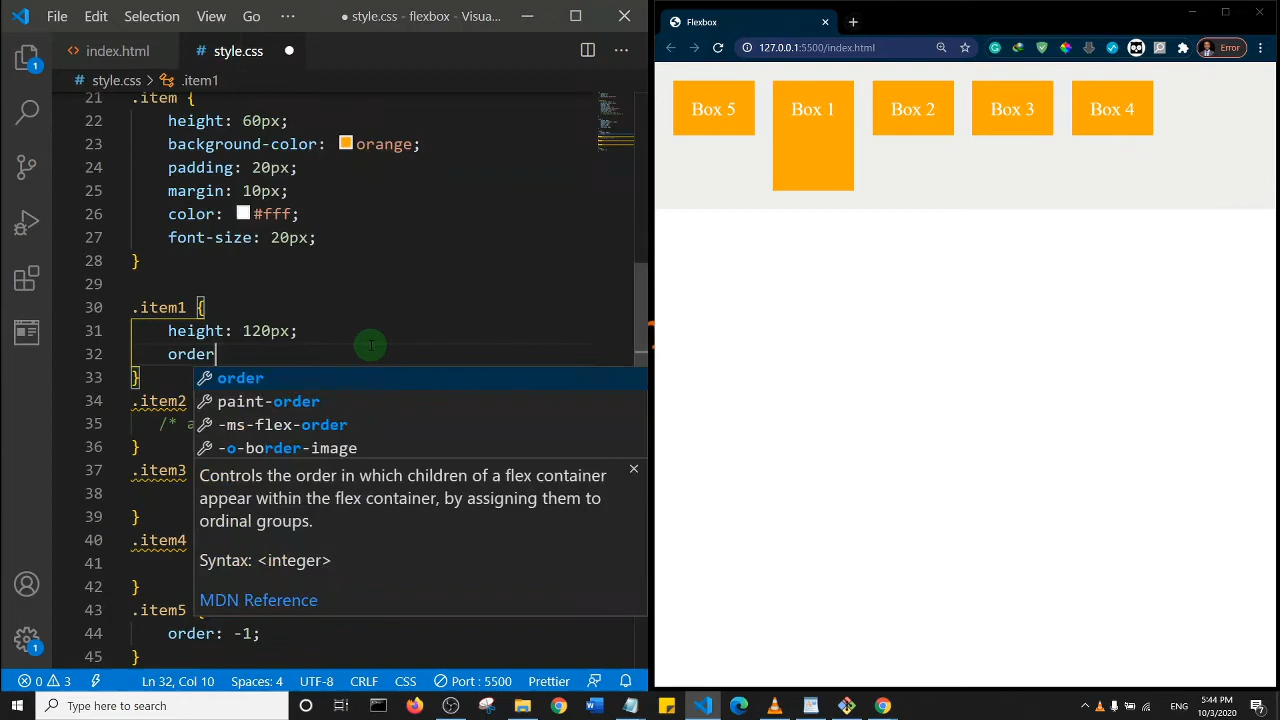 File Edit Selection View Go ··· ● style.css - flexbox - Visua...
index.html style.css ●
# style.css > .item1
21 .item {
22 height: 60px;
23 background-color: orange;
24 padding: 20px;
25 margin: 10px;
26 color: #fff;
27 font-size: 20px;
28 }
29
30 .item1 {
31 height: 120px;
32 order
33 }
34 .item2
35 /* a
36 }
37 .item3
38
39 }
40 .item4
41
42 }
43 .item5 {
44 order: -1;
45 }
order
paint-order
-ms-flex-order
-o-border-image
Controls the order in which children of a flex container
appear within the flex container, by assigning them to
ordinal groups.
Syntax: <integer>
MDN Reference
1
1
0 3 Ln 32, Col 10 Spaces: 4 UTF-8 CRLF CSS Port : 5500 Prettier
Flexbox
127.0.0.1:5500/index.html Error
Box 5 Box 1 Box 2 Box 3 Box 4
Type here to search
ENG 5:44 PM
10/3/2020 7